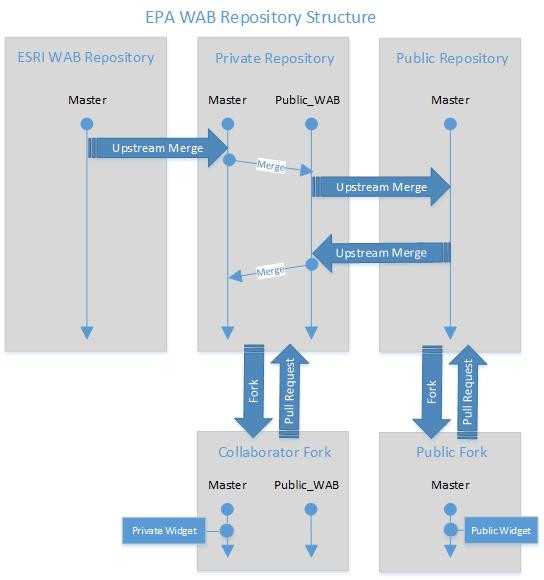 EPA WAB Repository Structure
ESRI WAB Repository
Private Repository
Public Repository
Master
Master
Public_WAB
Master
Upstream Merge
Merge
Upstream Merge
Upstream Merge
Merge
Fork
Pull Request
Fork
Pull Request
Collaborator Fork
Public Fork
Master
Public_WAB
Master
Private Widget
Public Widget